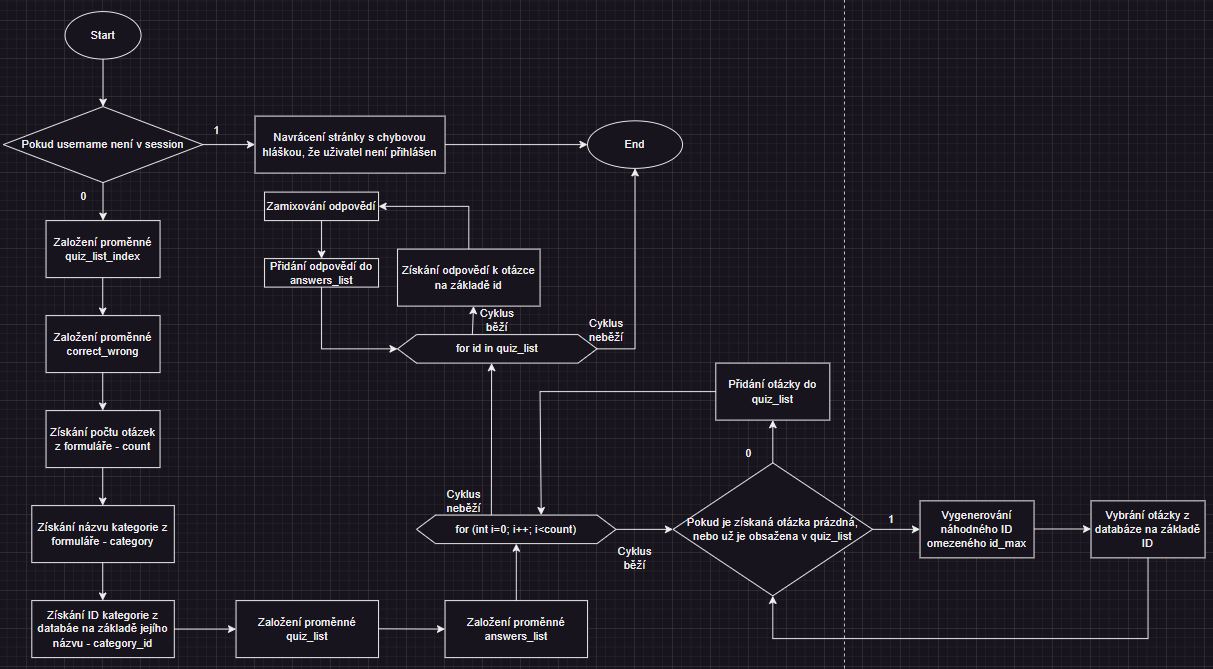 Start
Pokud username není v session
1
Navrácení stránky s chybovou
hláškou, že uživatel není přihlášen
End
0
Založení proměnné
quiz_list_index
Založení proměnné
correct_wrong
Získání počtu otázek
z formuláře - count
Získání názvu kategorie z
formuláře - category
Získání ID kategorie z
databáe na základě jejího
názvu - category_id
Založení proměnné
quiz_list
Založení proměnné
answers_list
for (int i=0; i++; i<count)
Cyklus
běží
Cyklus
neběží
Pokud je získaná otázka prázdná,
nebo už je obsažena v quiz_list
1
Vygenerování
náhodného ID
omezeného id_max
Vybrání otázky z
databáze na základě
ID
0
Přidání otázky do
quiz_list
for id in quiz_list
Cyklus
běží
Cyklus
neběží
Získání odpovědí k otázce
na základě id
Zamixování odpovědí
Přidání odpovědí do
answers_list